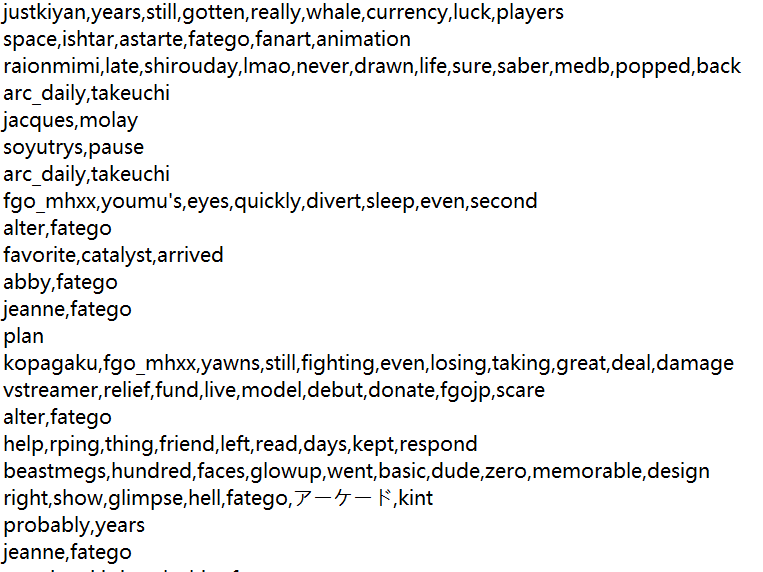 justkiyan,years,still,gotten,really,whale,currency,luck,players
space,ishtar,astarte,fatego,fanart,animation
raionmimi,late,shirouday,lmao,never,drawn,life,sure,saber,medb,popped,back
arc_daily,takeuchi
jacques,molay
soyutrys,pause
arc_daily,takeuchi
fgo_mhxx,youmu's,eyes,quickly,divert,sleep,even,second
alter,fatego
favorite,catalyst,arrived
abby,fatego
jeanne,fatego
plan
kopagaku,fgo_mhxx,yawns,still,fighting,even,losing,taking,great,deal,damage
vstreamer,relief,fund,live,model,debut,donate,fgojp,scare
alter,fatego
help,rping,thing,friend,left,read,days,kept,respond
beastmegs,hundred,faces,glowup,went,basic,dude,zero,memorable,design
right,show,glimpse,hell,fatego,アーケード,kint
probably,years
jeanne,fatego